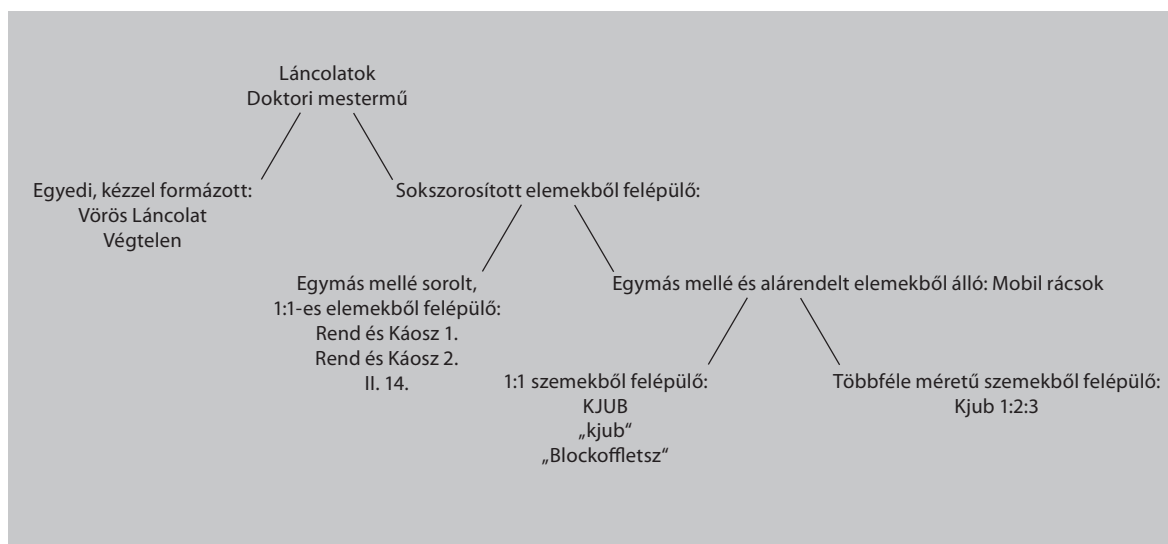 Láncolatok
Doktori mestermű
Egyedi, kézzel formázott:
Vörös Láncolat
Végtelen
Sokszorosított elemekből felépülő:
Egymás mellé sorolt,
1:1-es elemekből felépülő:
Rend és Káosz 1.
Rend és Káosz 2.
II. 14.
Egymás mellé és alárendelt elemekből álló: Mobil rácsok
1:1 szemekből felépülő:
KJUB
„kjub“
„Blockoffletsz“
Többféle méretű szemekből felépülő:
Kjub 1:2:3